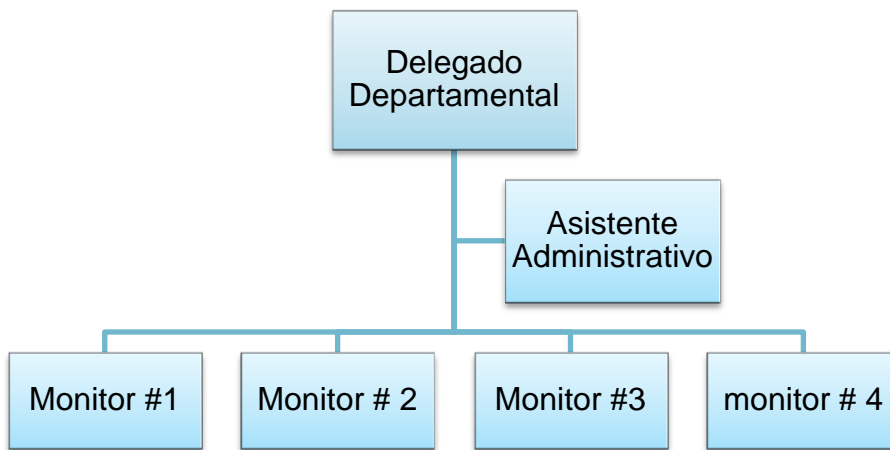 Delegado
Departamental
Asistente
Administrativo
Monitor #1
Monitor # 2
Monitor #3
monitor # 4